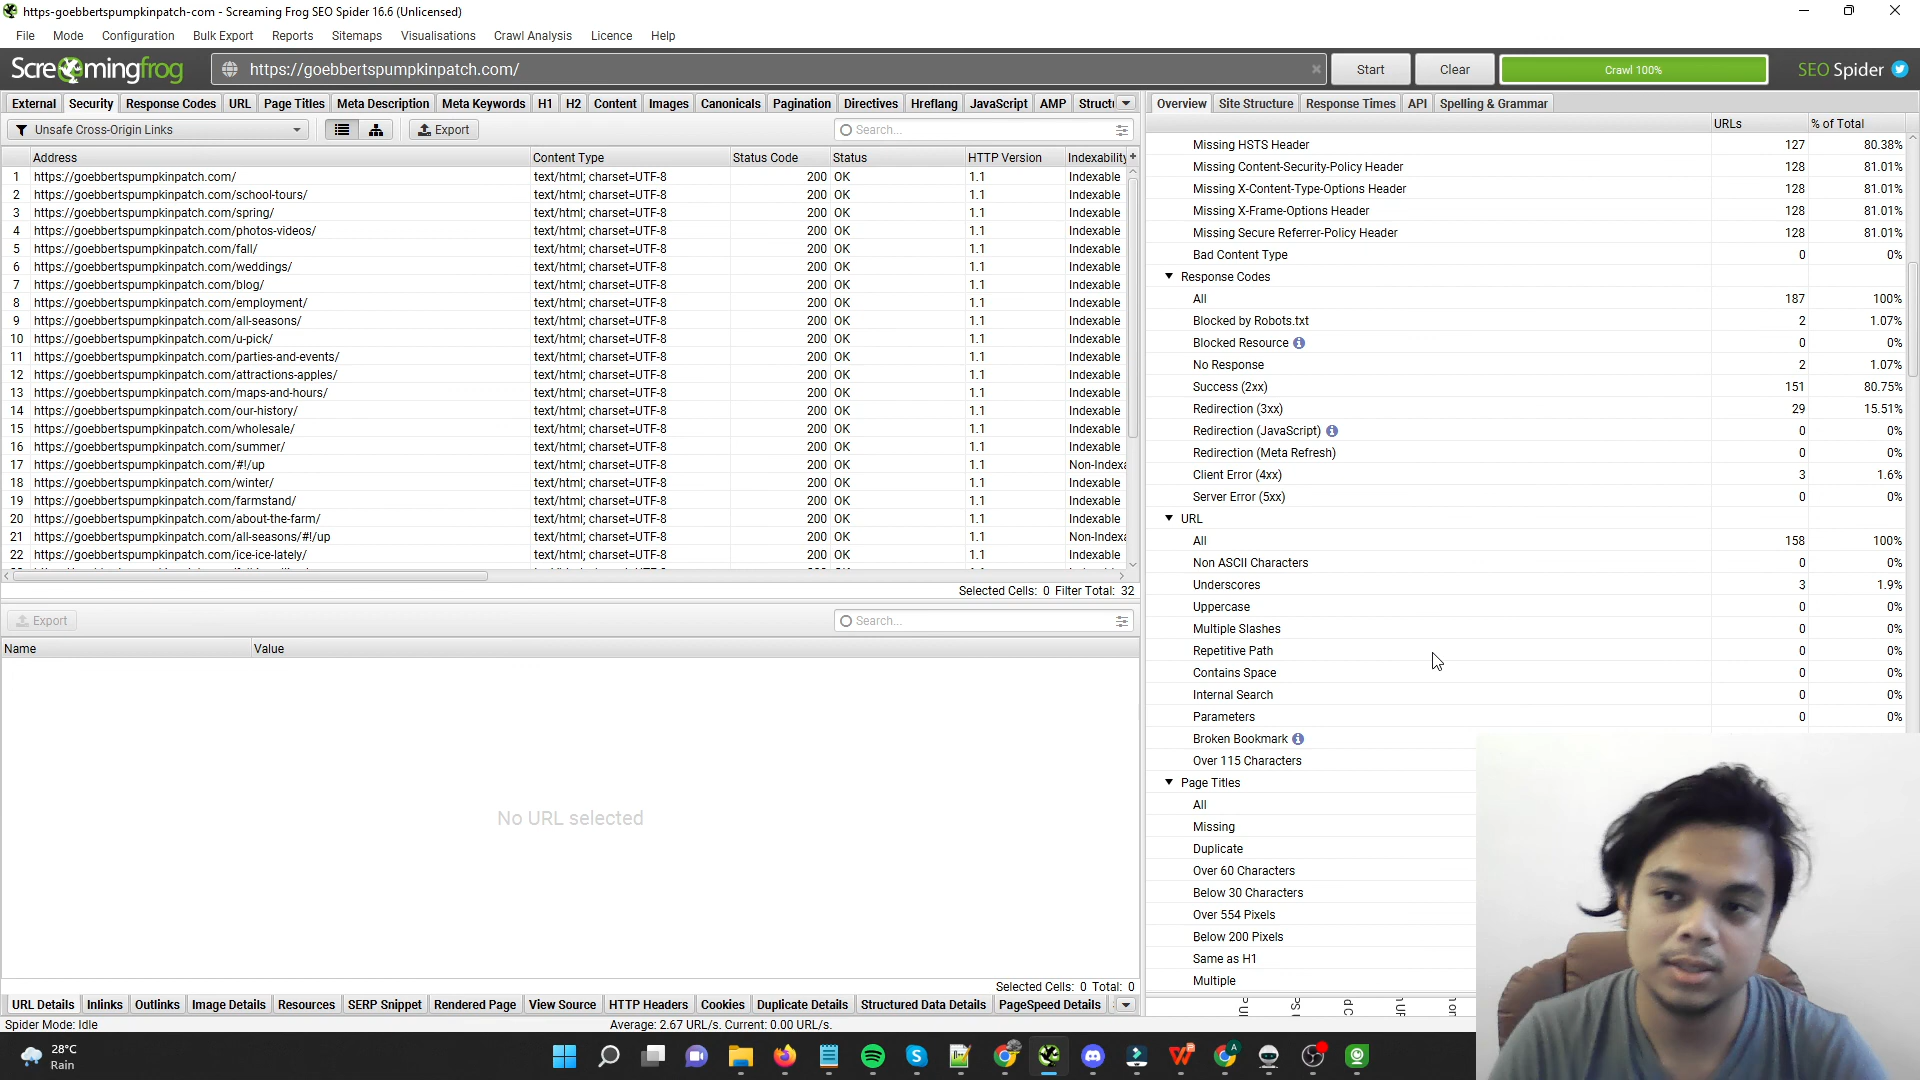 https-goebbertspumpkinpatch-com - Screaming Frog SEO Spider 16.6 (Unlicensed)
File Mode Configuration Bulk Export Reports Sitemaps Visualisations Crawl Analysis Licence Help
Screamingfrog https://goebbertspumpkinpatch.com/ Start Clear Crawl 100% SEO Spider
External Security Response Codes URL Page Titles Meta Description Meta Keywords H1 H2 Content Images Canonicals Pagination Directives Hreflang JavaScript AMP Struct
Unsafe Cross-Origin Links Export Search...
Address Content Type Status Code Status HTTP Version Indexability
1 https://goebbertspumpkinpatch.com/ text/html; charset=UTF-8 200 OK 1.1 Indexable
2 https://goebbertspumpkinpatch.com/school-tours/ text/html; charset=UTF-8 200 OK 1.1 Indexable
3 https://goebbertspumpkinpatch.com/spring/ text/html; charset=UTF-8 200 OK 1.1 Indexable
4 https://goebbertspumpkinpatch.com/photos-videos/ text/html; charset=UTF-8 200 OK 1.1 Indexable
5 https://goebbertspumpkinpatch.com/fall/ text/html; charset=UTF-8 200 OK 1.1 Indexable
6 https://goebbertspumpkinpatch.com/weddings/ text/html; charset=UTF-8 200 OK 1.1 Indexable
7 https://goebbertspumpkinpatch.com/blog/ text/html; charset=UTF-8 200 OK 1.1 Indexable
8 https://goebbertspumpkinpatch.com/employment/ text/html; charset=UTF-8 200 OK 1.1 Indexable
9 https://goebbertspumpkinpatch.com/all-seasons/ text/html; charset=UTF-8 200 OK 1.1 Indexable
10 https://goebbertspumpkinpatch.com/u-pick/ text/html; charset=UTF-8 200 OK 1.1 Indexable
11 https://goebbertspumpkinpatch.com/parties-and-events/ text/html; charset=UTF-8 200 OK 1.1 Indexable
12 https://goebbertspumpkinpatch.com/attractions-apples/ text/html; charset=UTF-8 200 OK 1.1 Indexable
13 https://goebbertspumpkinpatch.com/maps-and-hours/ text/html; charset=UTF-8 200 OK 1.1 Indexable
14 https://goebbertspumpkinpatch.com/our-history/ text/html; charset=UTF-8 200 OK 1.1 Indexable
15 https://goebbertspumpkinpatch.com/wholesale/ text/html; charset=UTF-8 200 OK 1.1 Indexable
16 https://goebbertspumpkinpatch.com/summer/ text/html; charset=UTF-8 200 OK 1.1 Indexable
17 https://goebbertspumpkinpatch.com/#!/up text/html; charset=UTF-8 200 OK 1.1 Non-Indexa
18 https://goebbertspumpkinpatch.com/winter/ text/html; charset=UTF-8 200 OK 1.1 Indexable
19 https://goebbertspumpkinpatch.com/farmstand/ text/html; charset=UTF-8 200 OK 1.1 Indexable
20 https://goebbertspumpkinpatch.com/about-the-farm/ text/html; charset=UTF-8 200 OK 1.1 Indexable
21 https://goebbertspumpkinpatch.com/all-seasons/#!/up text/html; charset=UTF-8 200 OK 1.1 Non-Indexa
22 https://goebbertspumpkinpatch.com/ice-ice-lately/ text/html; charset=UTF-8 200 OK 1.1 Indexable
Selected Cells: 0 Filter Total: 32
Export Search...
Name Value
No URL selected
Selected Cells: 0 Total: 0
URL Details Inlinks Outlinks Image Details Resources SERP Snippet Rendered Page View Source HTTP Headers Cookies Duplicate Details Structured Data Details PageSpeed Details
Spider Mode: Idle Average: 2.67 URL/s. Current: 0.00 URL/s.
Overview Site Structure Response Times API Spelling & Grammar
URLs % of Total
Missing HSTS Header 127 80.38%
Missing Content-Security-Policy Header 128 81.01%
Missing X-Content-Type-Options Header 128 81.01%
Missing X-Frame-Options Header 128 81.01%
Missing Secure Referrer-Policy Header 128 81.01%
Bad Content Type 0 0%
Response Codes
All 187 100%
Blocked by Robots.txt 2 1.07%
Blocked Resource 0 0%
No Response 2 1.07%
Success (2xx) 151 80.75%
Redirection (3xx) 29 15.51%
Redirection (JavaScript) 0 0%
Redirection (Meta Refresh) 0 0%
Client Error (4xx) 3 1.6%
Server Error (5xx) 0 0%
URL
All 158 100%
Non ASCII Characters 0 0%
Underscores 3 1.9%
Uppercase 0 0%
Multiple Slashes 0 0%
Repetitive Path 0 0%
Contains Space 0 0%
Internal Search 0 0%
Parameters 0 0%
Broken Bookmark
Over 115 Characters
Page Titles
All
Missing
Duplicate
Over 60 Characters
Below 30 Characters
Over 554 Pixels
Below 200 Pixels
Same as H1
Multiple
28°C
Rain